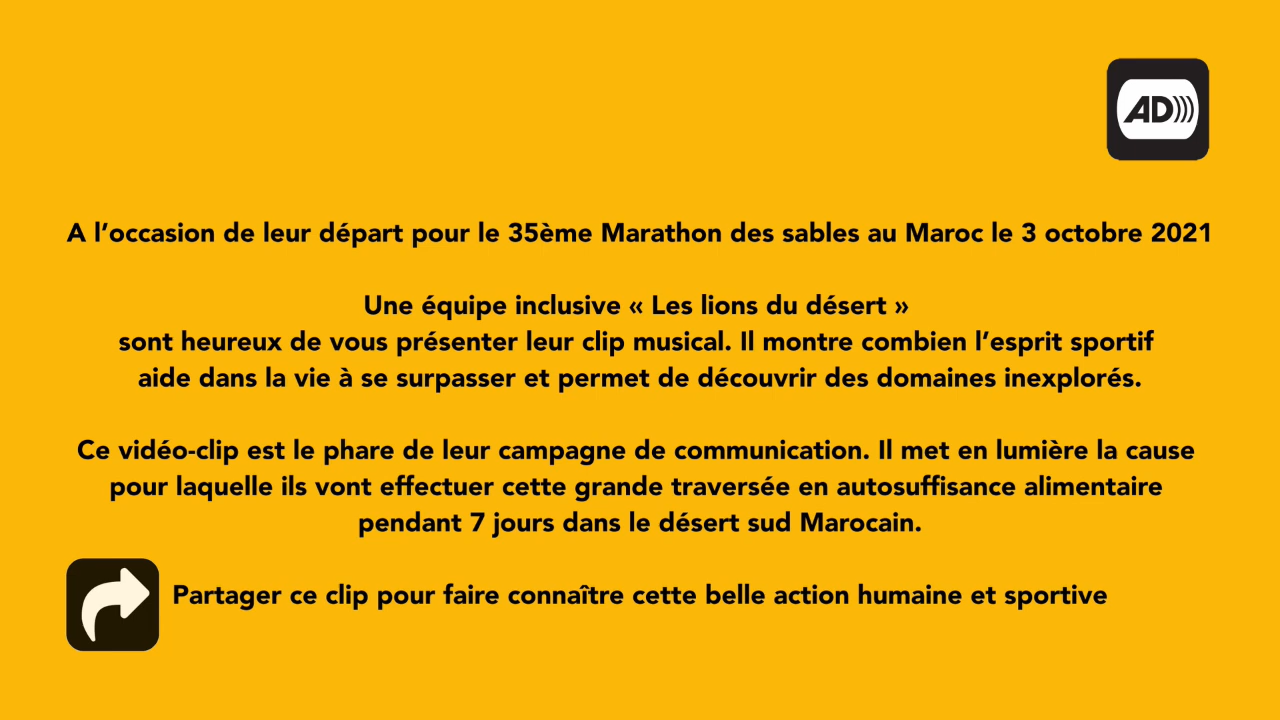 AD)))
A l’occasion de leur départ pour le 35ème Marathon des sables au Maroc le 3 octobre 2021
Une équipe inclusive « Les lions du désert »
sont heureux de vous présenter leur clip musical. Il montre combien l’esprit sportif
aide dans la vie à se surpasser et permet de découvrir des domaines inexplorés.
Ce vidéo-clip est le phare de leur campagne de communication. Il met en lumière la cause
pour laquelle ils vont effectuer cette grande traversée en autosuffisance alimentaire
pendant 7 jours dans le désert sud Marocain.
Partager ce clip pour faire connaître cette belle action humaine et sportive